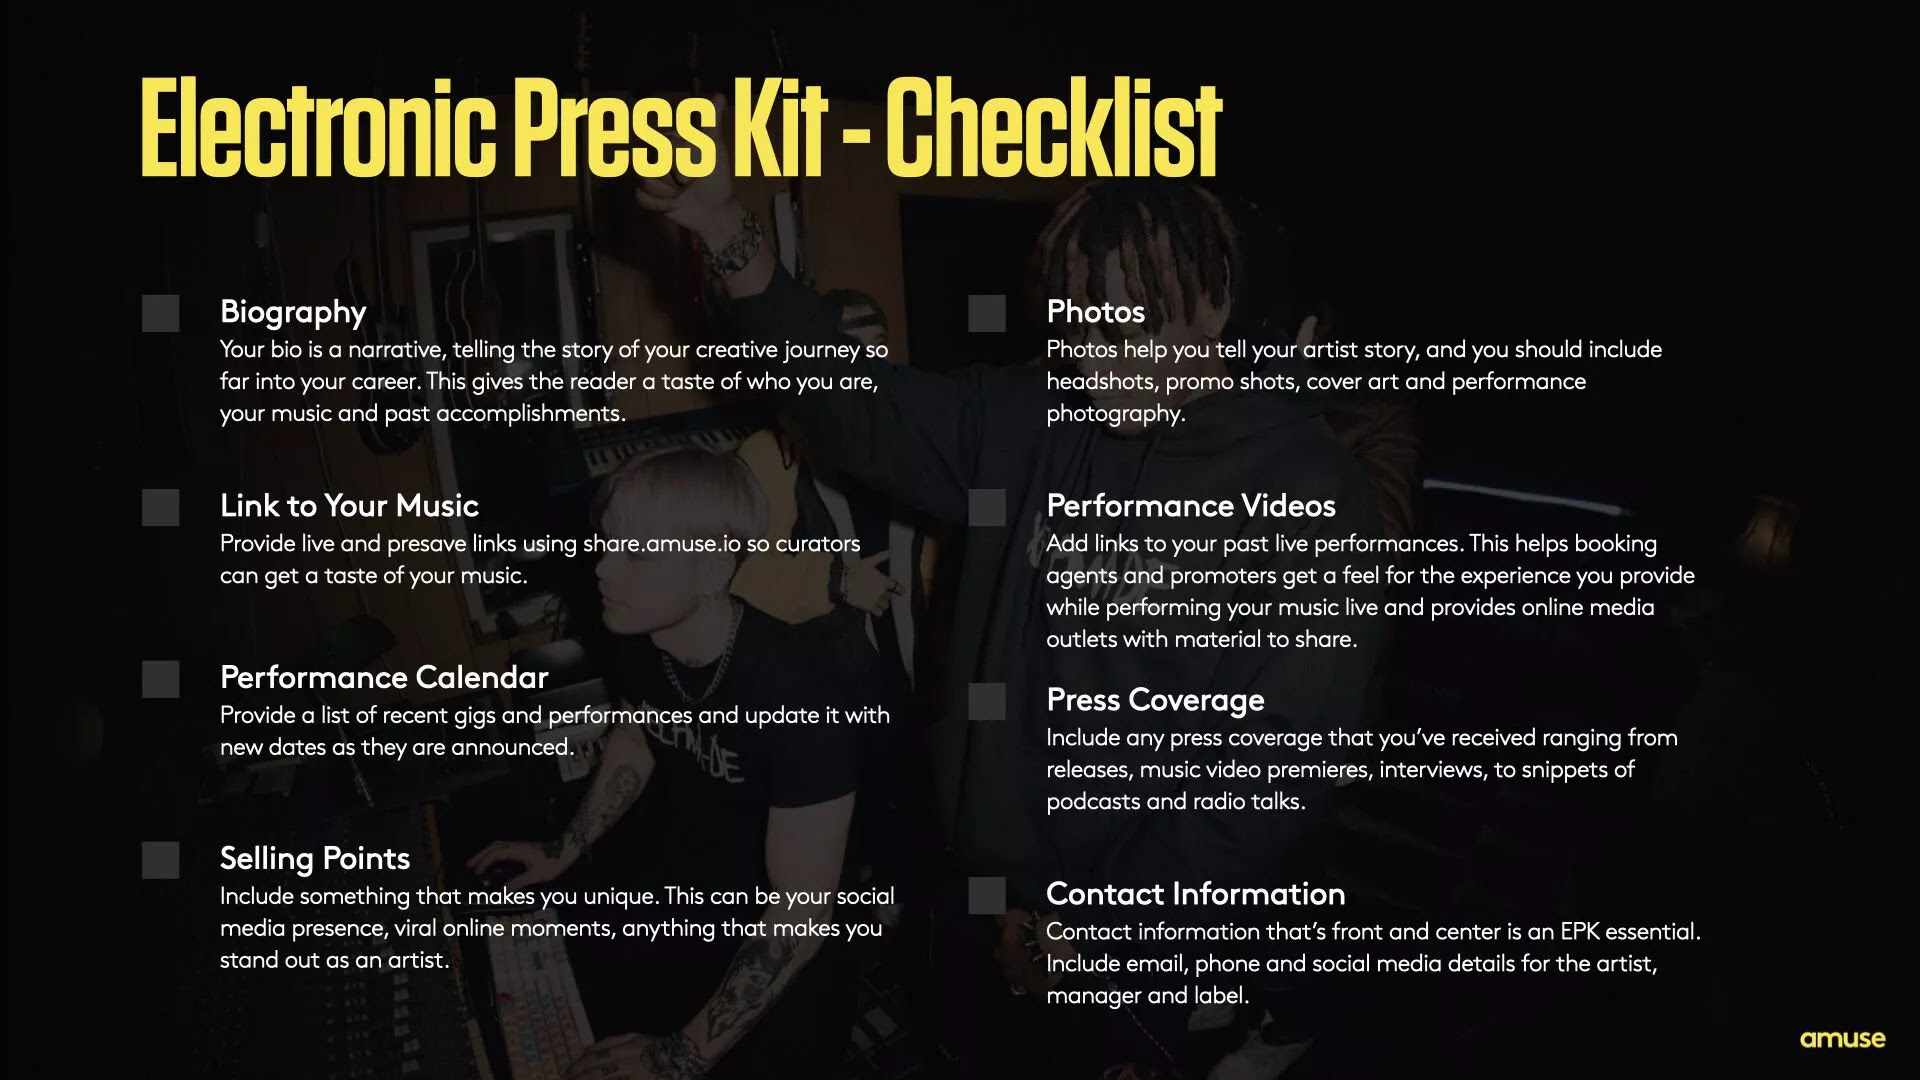 Electronic Press Kit - Checklist
Biography
Your bio is a narrative, telling the story of your creative journey so
far into your career. This gives the reader a taste of who you are,
your music and past accomplishments.
Link to Your Music
Provide live and presave links using share.amuse.io so curators
can get a taste of your music.
Performance Calendar
Provide a list of recent gigs and performances and update it with
new dates as they are announced.
Selling Points
Include something that makes you unique. This can be your social
media presence, viral online moments, anything that makes you
stand out as an artist.
Photos
Photos help you tell your artist story, and you should include
headshots, promo shots, cover art and performance
photography.
Performance Videos
Add links to your past live performances. This helps booking
agents and promoters get a feel for the experience you provide
while performing your music live and provides online media
outlets with material to share.
Press Coverage
Include any press coverage that you’ve received ranging from
releases, music video premieres, interviews, to snippets of
podcasts and radio talks.
Contact Information
Contact information that’s front and center is an EPK essential.
Include email, phone and social media details for the artist,
manager and label.
amuse